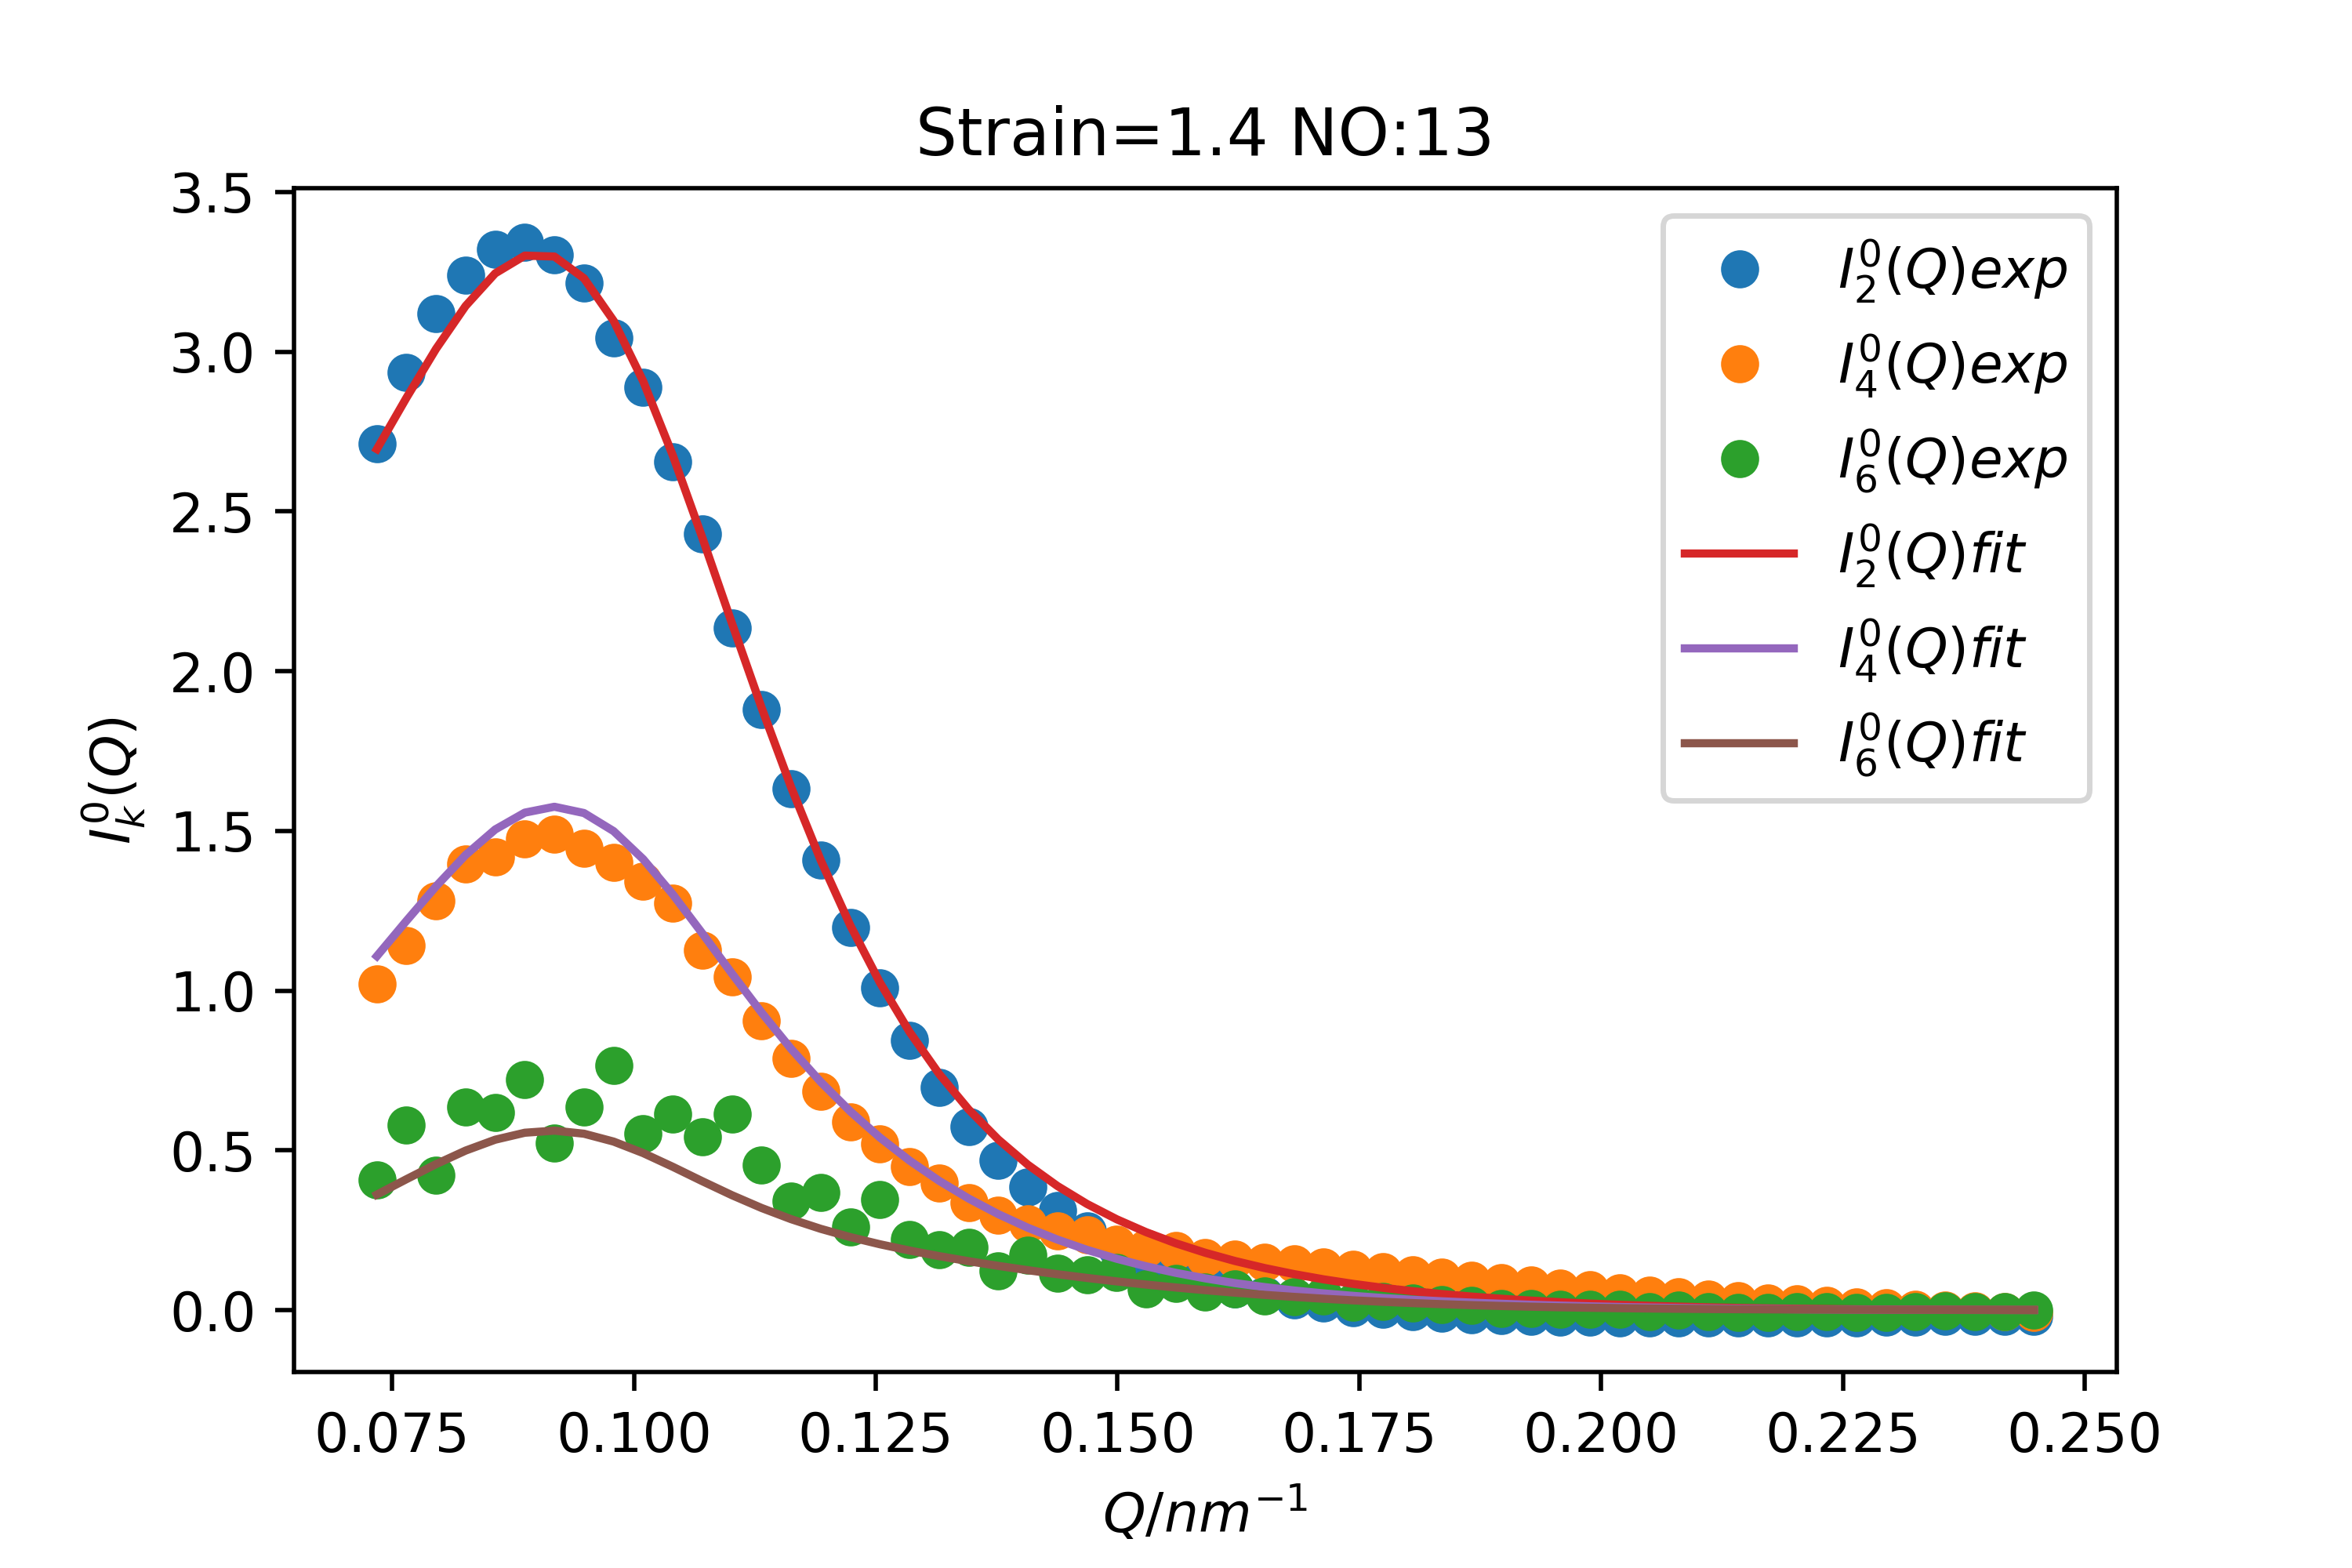 Strain=1.4 NO:13
3.5
3.0
2.5
2.0
1.5
1.0
0.5
0.0
I_k^0(Q)
I_2^0(Q)exp
I_4^0(Q)exp
I_6^0(Q)exp
I_2^0(Q)fit
I_4^0(Q)fit
I_6^0(Q)fit
0.075 0.100 0.125 0.150 0.175 0.200 0.225 0.250
Q/nm^{-1}